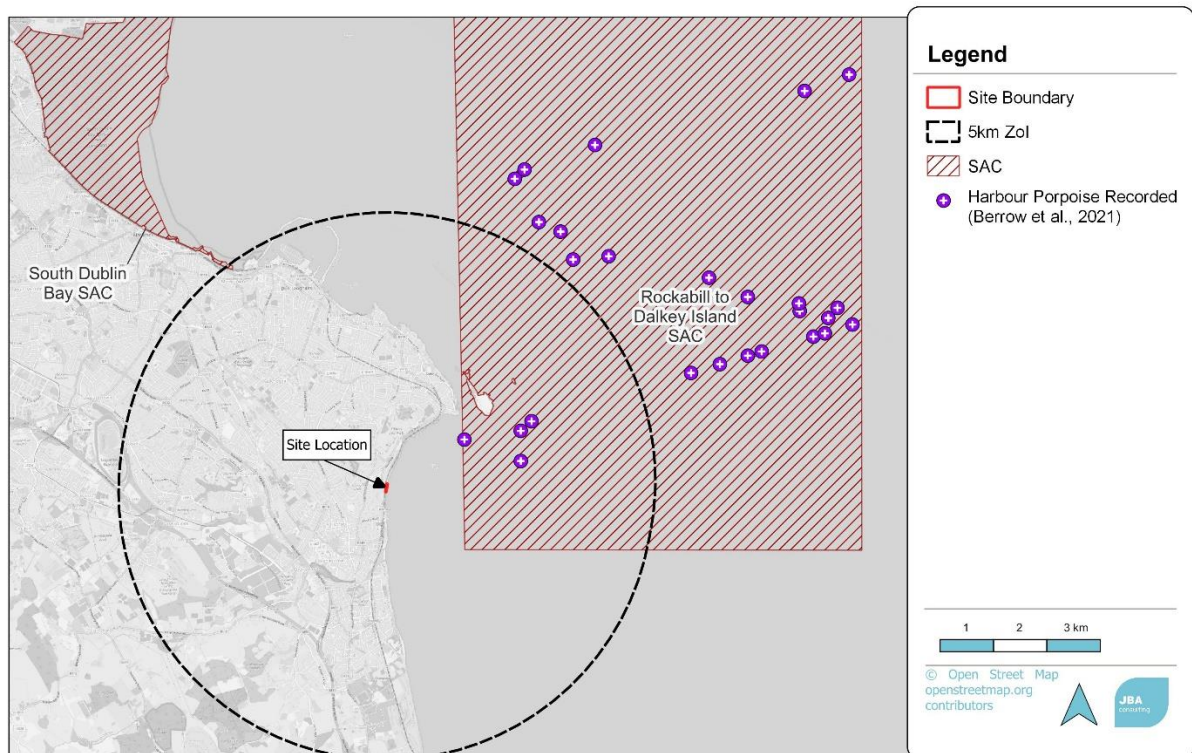 South Dublin
Bay SAC
Rockabill to
Dalkey Island
SAC
Site Location
Legend
Site Boundary
5km ZoI
SAC
Harbour Porpoise Recorded
(Berrow et al., 2021)
1 2 3 km
© Open Street Map
openstreetmap.org
contributors
JBA
consulting